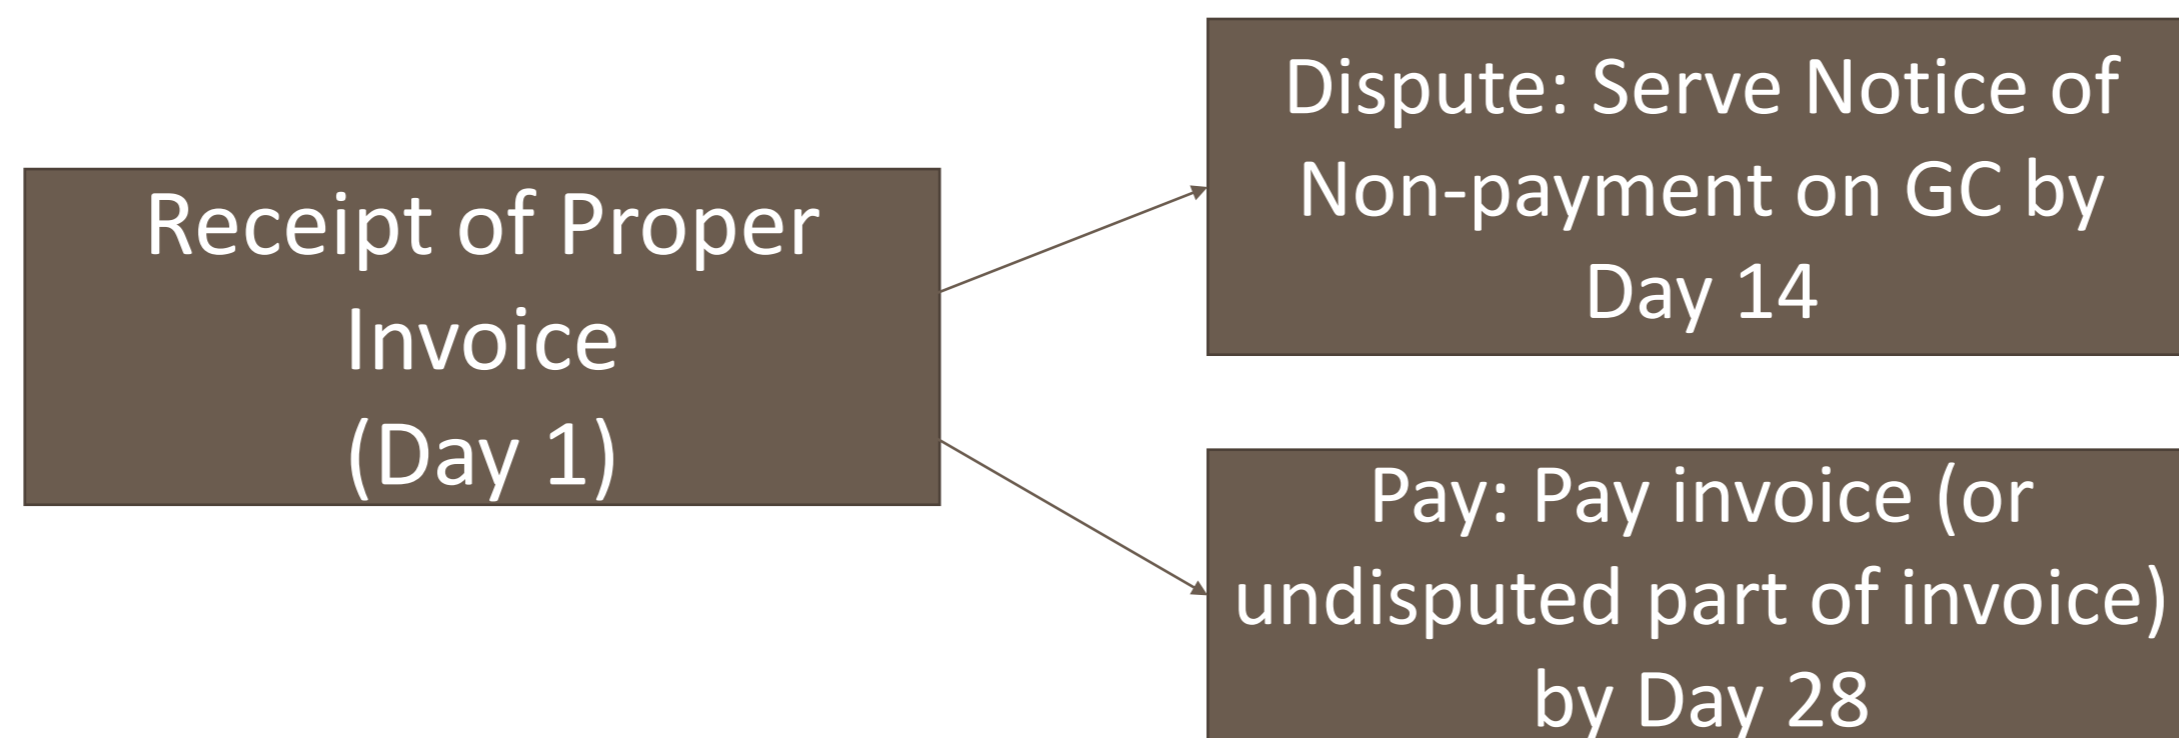 Receipt of Proper
Invoice
(Day 1)
Dispute: Serve Notice of
Non-payment on GC by
Day 14
Pay: Pay invoice (or
undisputed part of invoice)
by Day 28